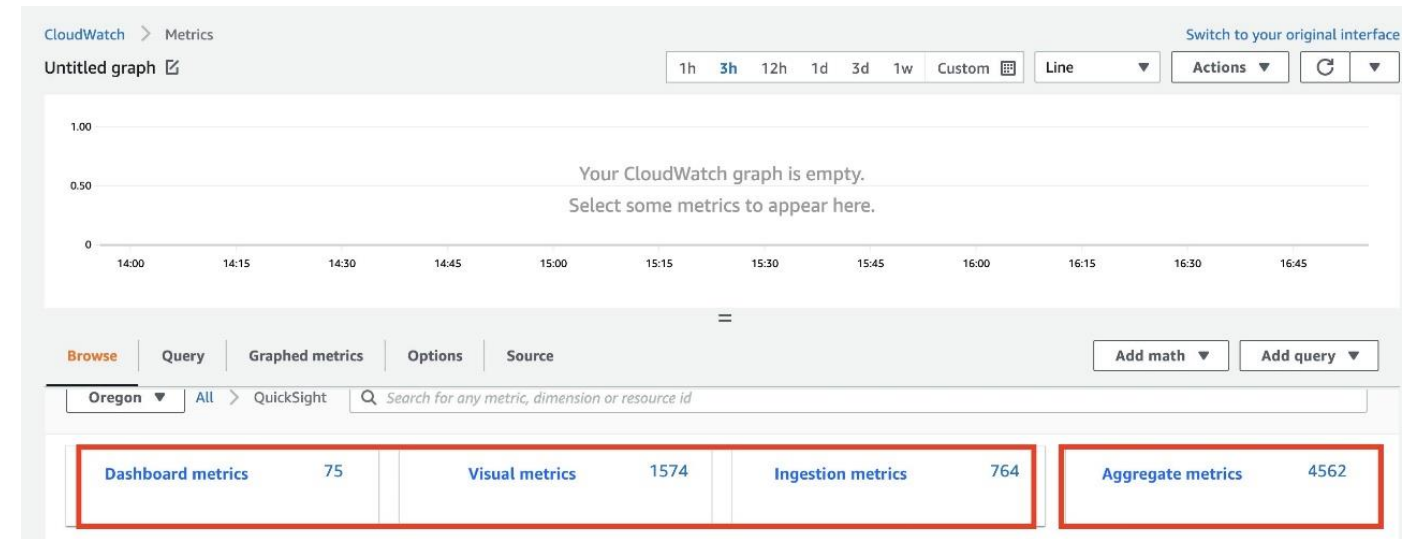 CloudWatch > Metrics
Switch to your original interface
Untitled graph
1h 3h 12h 1d 3d 1w Custom
Line
Actions
1.00
0.50
0
Your CloudWatch graph is empty.
Select some metrics to appear here.
14:00 14:15 14:30 14:45 15:00 15:15 15:30 15:45 16:00 16:15 16:30 16:45
Browse Query Graphed metrics Options Source
Add math Add query
Oregon All > QuickSight Search for any metric, dimension or resource id
Dashboard metrics 75 Visual metrics 1574 Ingestion metrics 764 Aggregate metrics 4562